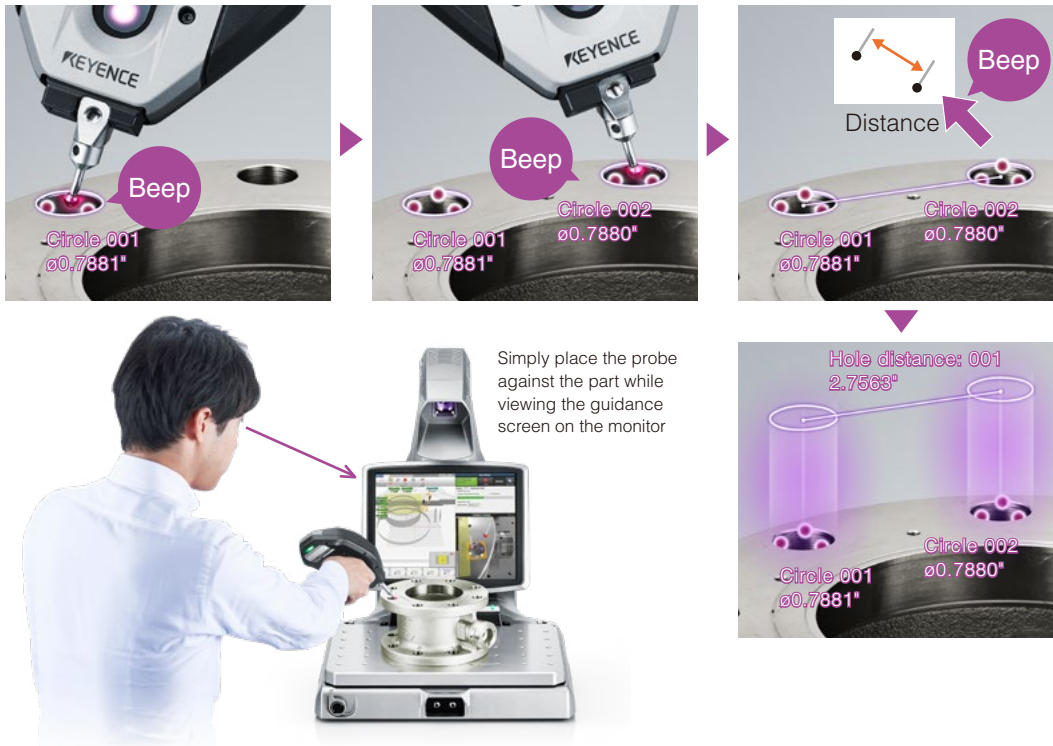 KEYENCE
Beep
Circle 001
ø0.7881"
KEYENCE
Beep
Circle 002
ø0.7880"
Circle 001
ø0.7881"
Beep
Distance
Circle 002
ø0.7880"
Circle 001
ø0.7881"
Simply place the probe
against the part while
viewing the guidance
screen on the monitor
Hole distance: 001
2.7563"
Circle 002
ø0.7880"
Circle 001
ø0.7881"